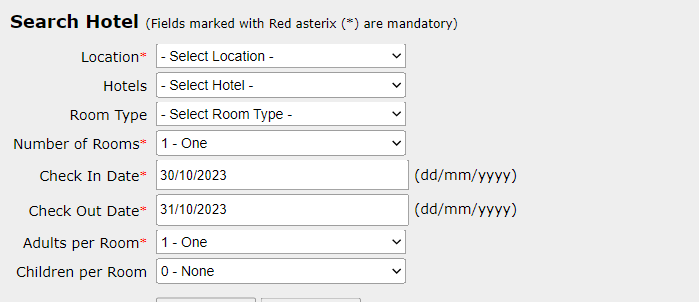 Search Hotel (Fields marked with Red asterix (*) are mandatory)
Location* - Select Location -
Hotels - Select Hotel -
Room Type - Select Room Type -
Number of Rooms* 1 - One
Check In Date* 30/10/2023 (dd/mm/yyyy)
Check Out Date* 31/10/2023 (dd/mm/yyyy)
Adults per Room* 1 - One
Children per Room 0 - None